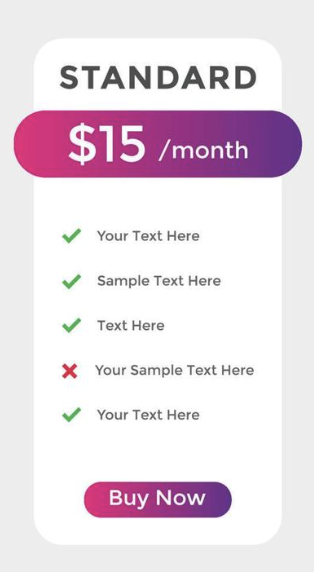 STANDARD
$15 /month
Your Text Here
Sample Text Here
Text Here
Your Sample Text Here
Your Text Here
Buy Now